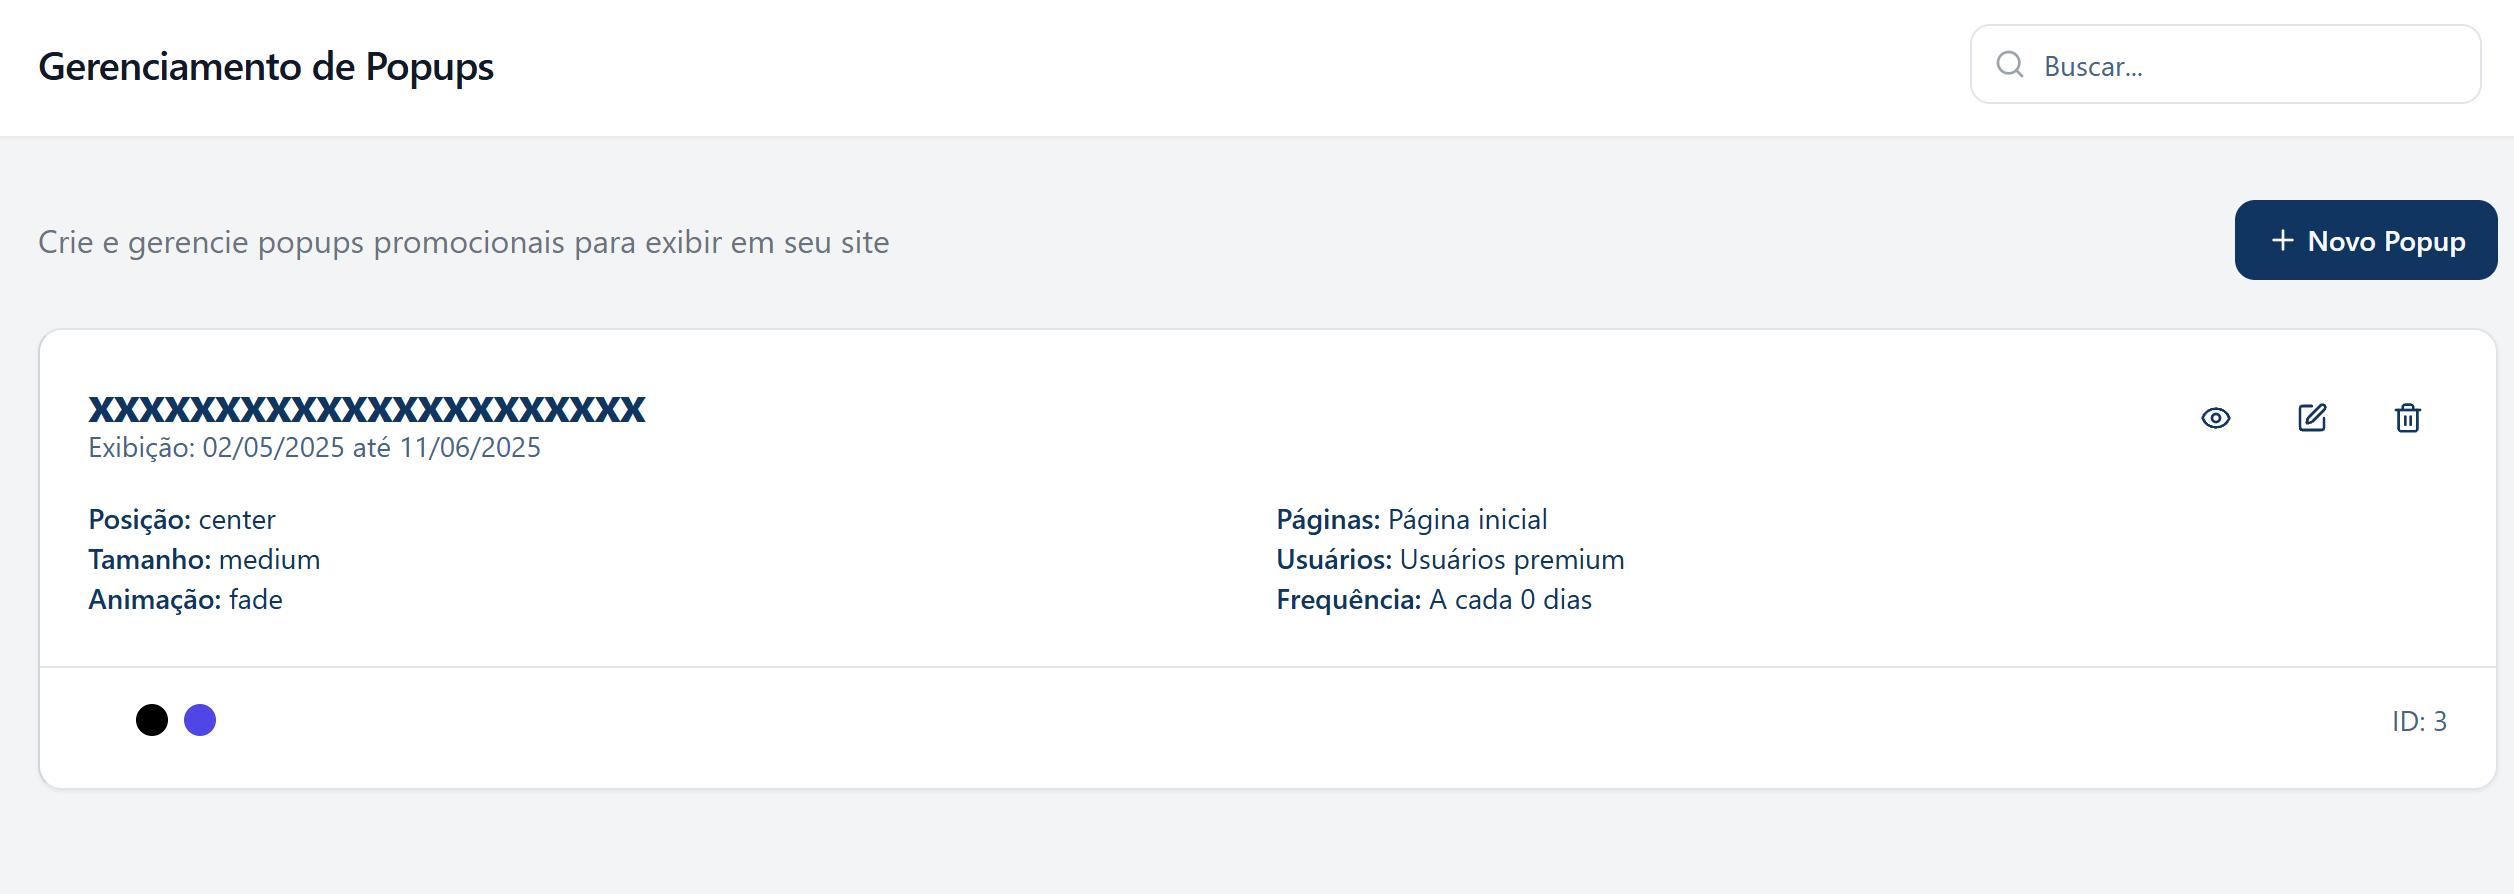 Gerenciamento de Popups
Buscar...
Crie e gerencie popups promocionais para exibir em seu site
Novo Popup
xxxxxxxxxxxxxxxxxxxxxx
Exibição: 02/05/2025 até 11/06/2025
Posição: center
Tamanho: medium
Animação: fade
Páginas: Página inicial
Usuários: Usuários premium
Frequência: A cada 0 dias
ID: 3